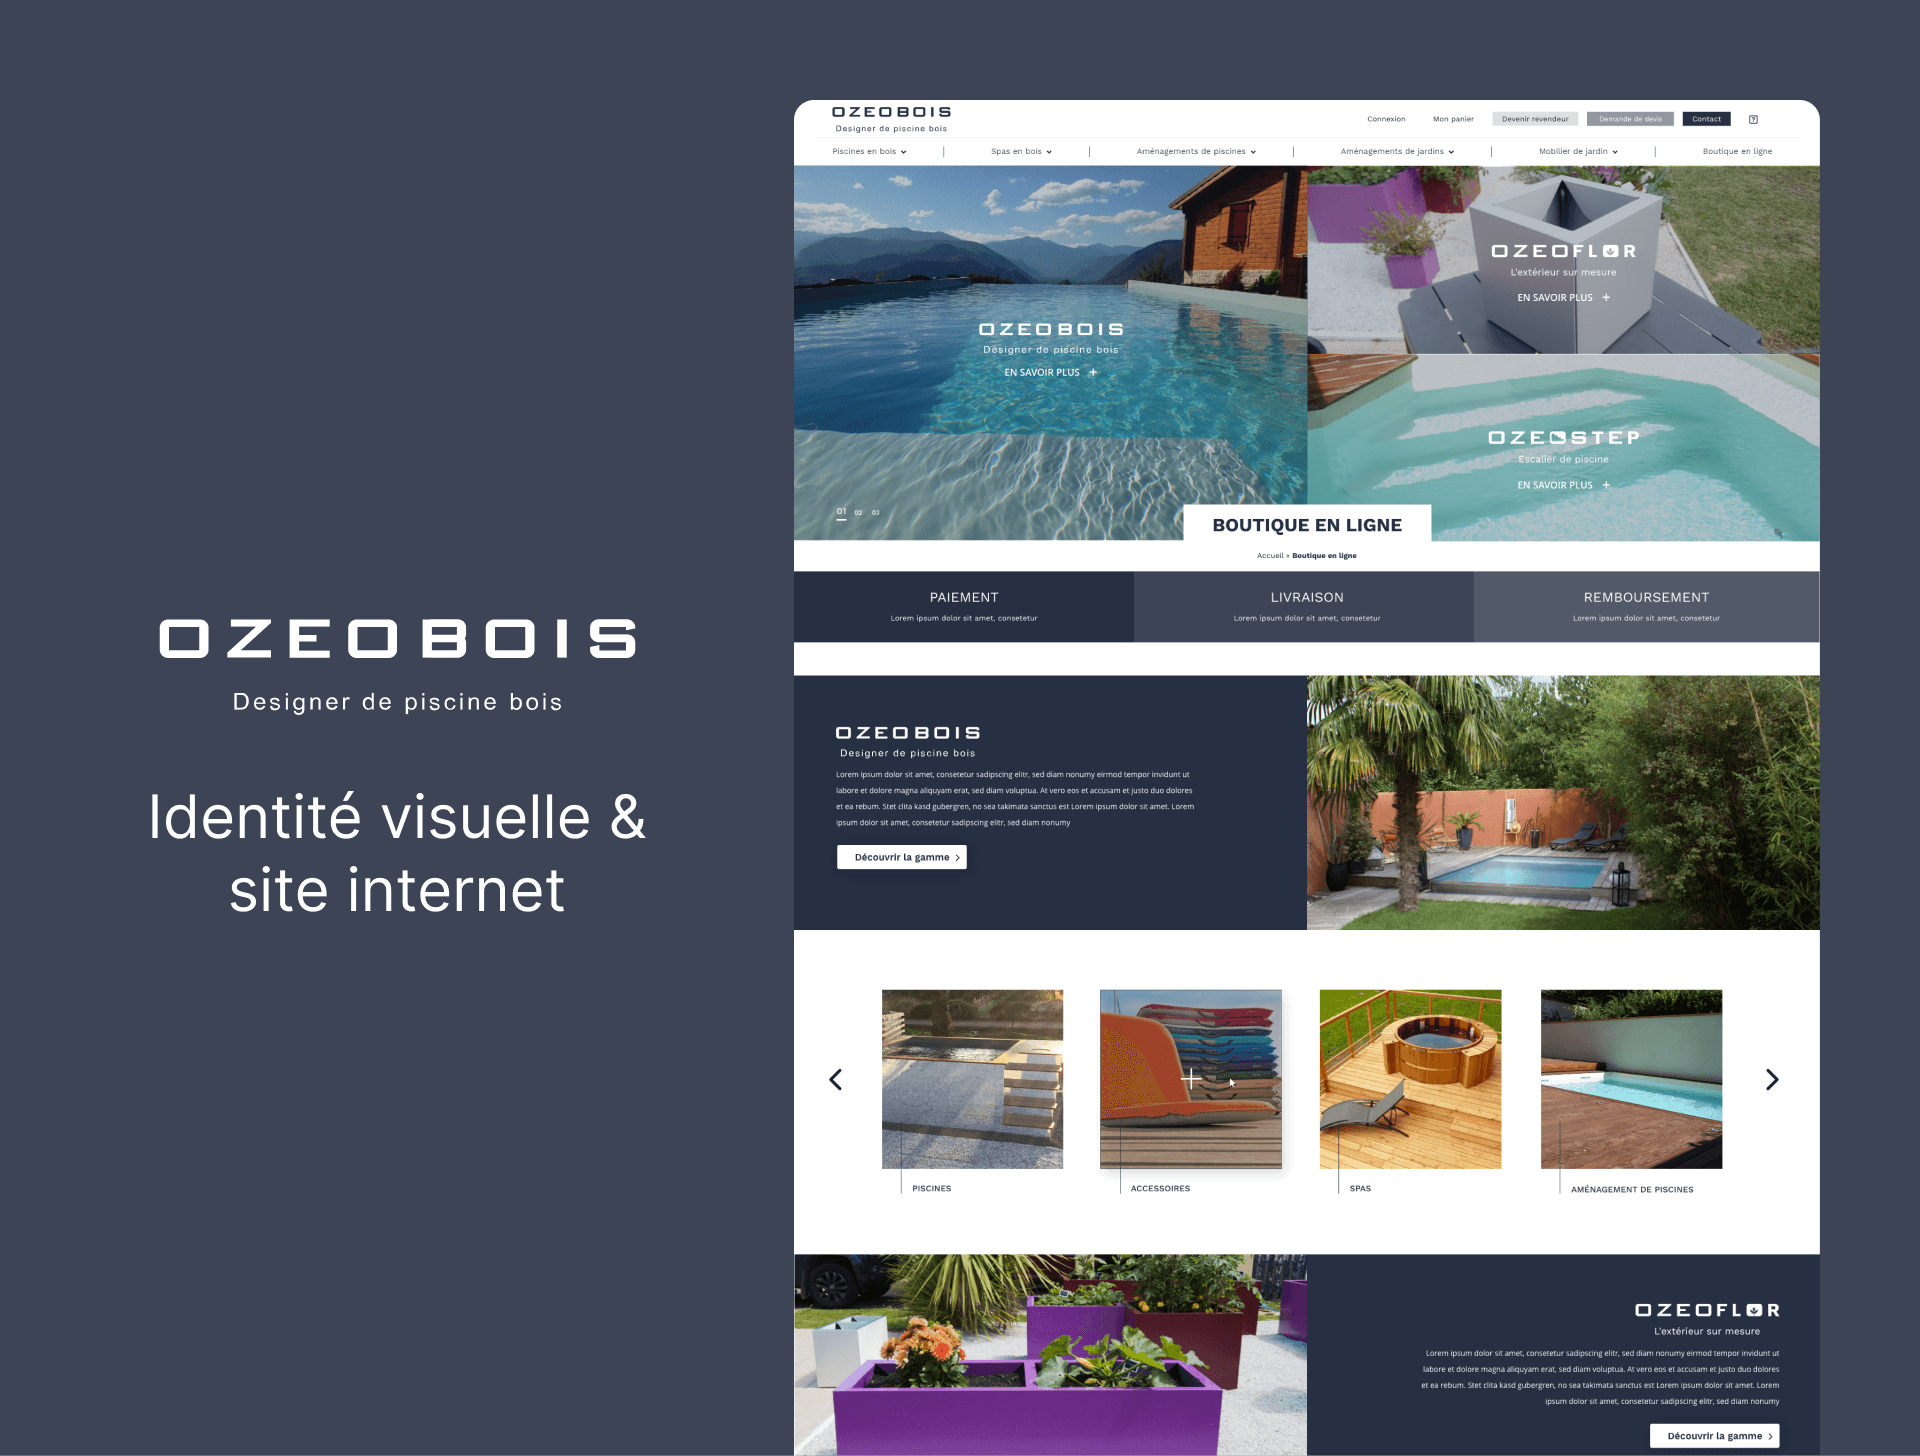 OZEOBOIS
Designer de piscine bois
Identité visuelle &
site internet
OZEOBOIS
Designer de piscine bois
Connexion
Mon panier
Devenir revendeur
Demande de devis
Contact
?
Piscines en bois
Spas en bois
Aménagements de piscines
Aménagements de jardins
Mobilier de jardin
Boutique en ligne
OZEOBOIS
Designer de piscine bois
EN SAVOIR PLUS +
01 02 03
OZEOFLOR
L'extérieur sur mesure
EN SAVOIR PLUS +
OZEOSTEP
Escalier de piscine
EN SAVOIR PLUS +
BOUTIQUE EN LIGNE
Accueil » Boutique en ligne
PAIEMENT
Lorem ipsum dolor sit amet, consetetur
LIVRAISON
Lorem ipsum dolor sit amet, consetetur
REMBOURSEMENT
Lorem ipsum dolor sit amet, consetetur
OZEOBOIS
Designer de piscine bois
Lorem ipsum dolor sit amet, consetetur sadipscing elitr, sed diam nonumy eirmod tempor invidunt ut
labore et dolore magna aliquyam erat, sed diam voluptua. At vero eos et accusam et justo duo dolores
et ea rebum. Stet clita kasd gubergren, no sea takimata sanctus est Lorem ipsum dolor sit amet. Lorem
ipsum dolor sit amet, consetetur sadipscing elitr, sed diam nonumy
Découvrir la gamme >
PISCINES
ACCESSOIRES
SPAS
AMÉNAGEMENT DE PISCINES
OZEOFLOR
L'extérieur sur mesure
Lorem ipsum dolor sit amet, consetetur sadipscing elitr, sed diam nonumy eirmod tempor invidunt ut
labore et dolore magna aliquyam erat, sed diam voluptua. At vero eos et accusam et justo duo dolores
et ea rebum. Stet clita kasd gubergren, no sea takimata sanctus est Lorem ipsum dolor sit amet. Lorem
ipsum dolor sit amet, consetetur sadipscing elitr, sed diam nonumy
Découvrir la gamme >